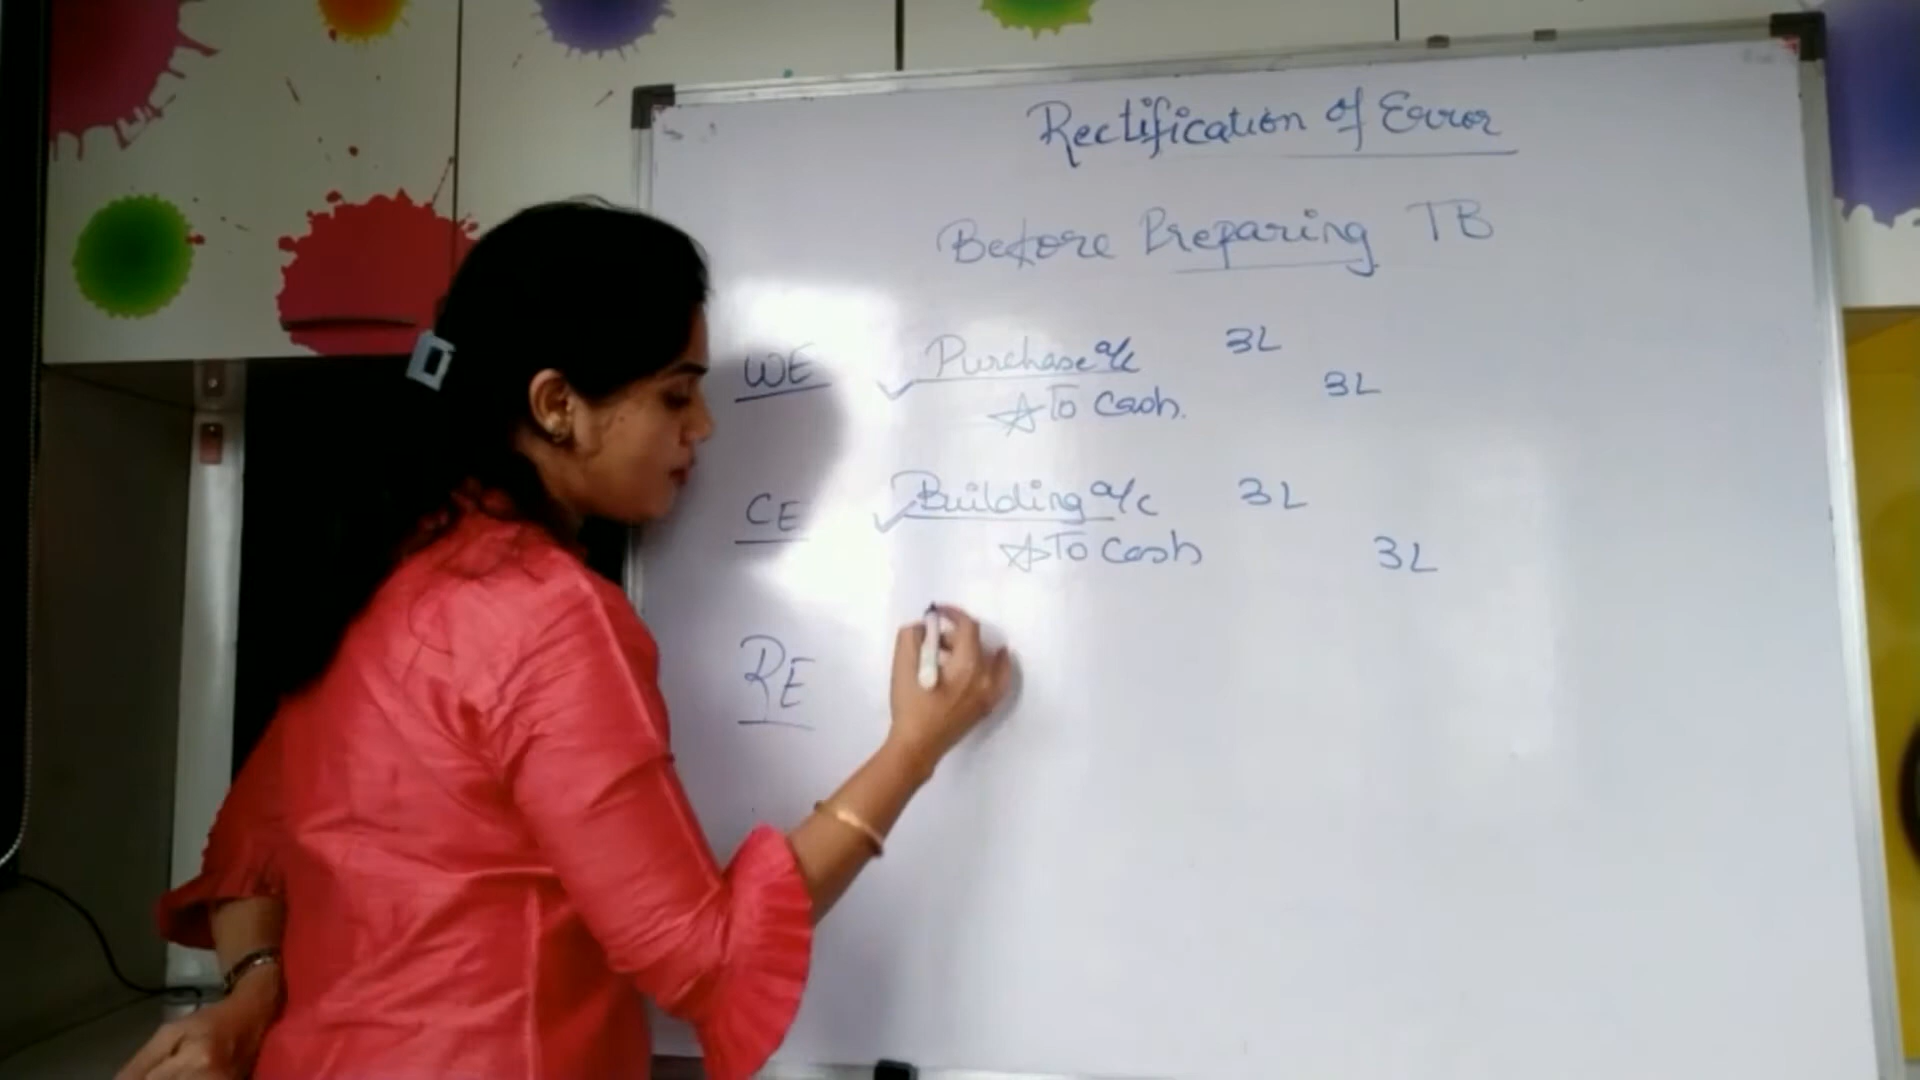 Rectification of Error
Before Preparing TB
WE Purchase a/c 3L
To Cash. 3L
CE Building a/c 3L
To Cash 3L
RE